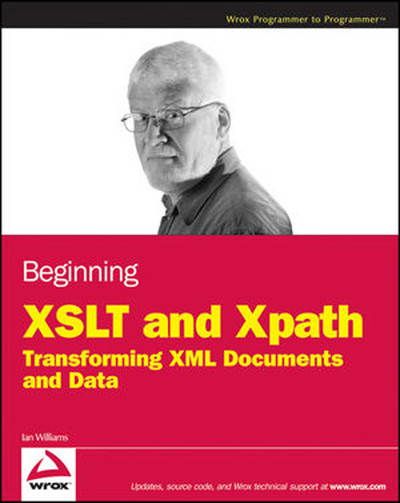 Wrox Programmer to Programmer™
Beginning
XSLT and Xpath
Transforming XML Documents
and Data
Ian Williams
wrox™
Updates, source code, and Wrox technical support at www.wrox.com